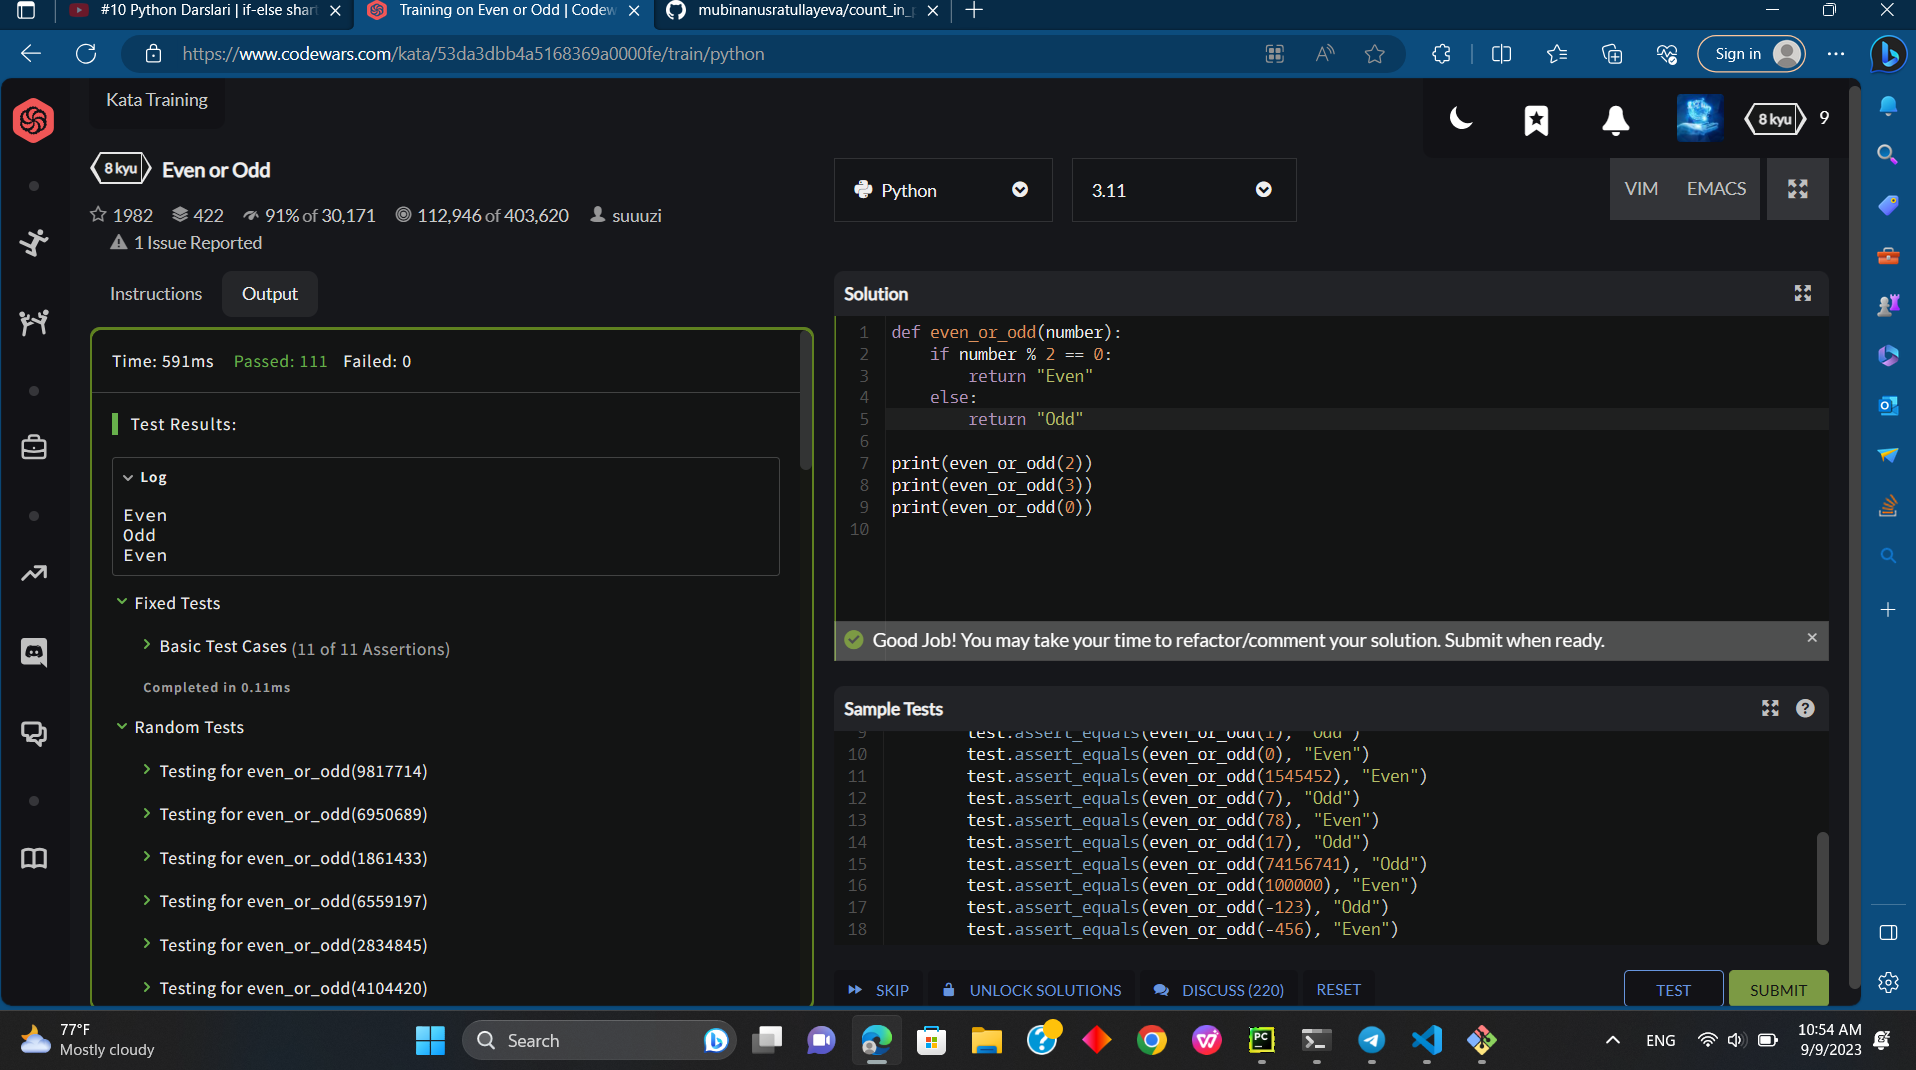 #10 Python Darslari | if-else shart
Training on Even or Odd | Codew
mubinanusratullayeva/count_in_p
https://www.codewars.com/kata/53da3dbb4a5168369a0000fe/train/python
Sign in
Kata Training
8 kyu
9
8 kyu
Even or Odd
1982
422
91% of 30,171
112,946 of 403,620
suuuzi
1 Issue Reported
Python
3.11
VIM
EMACS
Instructions
Output
Time: 591ms Passed: 111 Failed: 0
Test Results:
Log
Even
Odd
Even
Fixed Tests
Basic Test Cases (11 of 11 Assertions)
Completed in 0.11ms
Random Tests
Testing for even_or_odd(9817714)
Testing for even_or_odd(6950689)
Testing for even_or_odd(1861433)
Testing for even_or_odd(6559197)
Testing for even_or_odd(2834845)
Testing for even_or_odd(4104420)
Solution
1 def even_or_odd(number):
2     if number % 2 == 0:
3         return "Even"
4     else:
5         return "Odd"
6
7 print(even_or_odd(2))
8 print(even_or_odd(3))
9 print(even_or_odd(0))
10
Good Job! You may take your time to refactor/comment your solution. Submit when ready.
Sample Tests
9         test.assert_equals(even_or_odd(1), "Odd")
10         test.assert_equals(even_or_odd(0), "Even")
11         test.assert_equals(even_or_odd(1545452), "Even")
12         test.assert_equals(even_or_odd(7), "Odd")
13         test.assert_equals(even_or_odd(78), "Even")
14         test.assert_equals(even_or_odd(17), "Odd")
15         test.assert_equals(even_or_odd(74156741), "Odd")
16         test.assert_equals(even_or_odd(100000), "Even")
17         test.assert_equals(even_or_odd(-123), "Odd")
18         test.assert_equals(even_or_odd(-456), "Even")
SKIP
UNLOCK SOLUTIONS
DISCUSS (220)
RESET
TEST
SUBMIT
77°F
Mostly cloudy
Search
PC
ENG
10:54 AM
9/9/2023